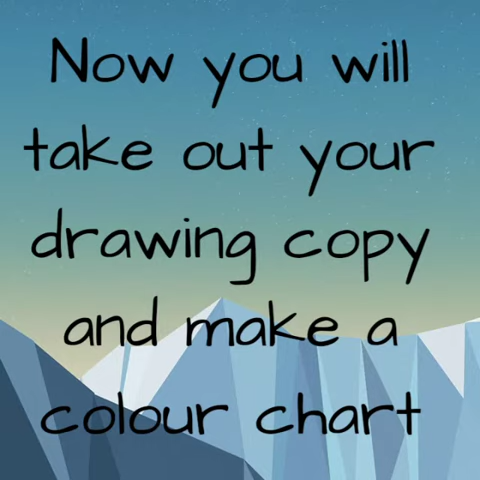 Now you will
take out your
drawing copy
and make a
colour chart